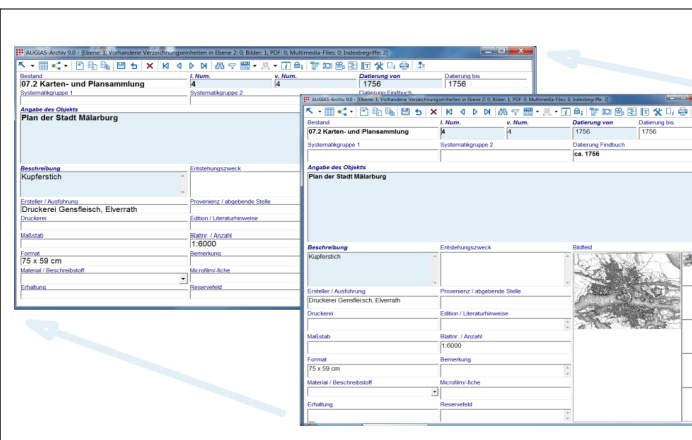 AUGIAS-Archiv 9.0 - [Ebene: 1; Vorhandene Verzeichnungseinheiten in Ebene 2: 0; Bilder: 1; PDF: 0; Multimedia-Files: 0; Indexbegriffe: 2]
Bestand l. Num. v. Num. Datierung von Datierung bis
07.2 Karten- und Plansammlung 4 4 1756 1756
Systematikgruppe 1 Systematikgruppe 2 Datierung Findbuch
Angabe des Objekts
Plan der Stadt Mälarburg
Beschreibung Entstehungszweck
Kupferstich
Ersteller / Ausführung Provenienz / abgebende Stelle
Druckerei Gensfleisch, Elverrath
Druckerei Edition / Literaturhinweise
Maßstab Blattnr. / Anzahl
1:6000
Format Bemerkung
75 x 59 cm
Material / Beschreibstoff Microfilm/-fiche
Erhaltung Reservefeld
AUGIAS-Archiv 9.0 - [Ebene: 1; Vorhandene Verzeichnungseinheiten in Ebene 2: 0; Bilder: 1; PDF: 0; Multimedia-Files: 0; Indexbegriffe: 2]
Bestand l. Num. v. Num. Datierung von Datierung bis
07.2 Karten- und Plansammlung 4 4 1756 1756
Systematikgruppe 1 Systematikgruppe 2 Datierung Findbuch
ca. 1756
Angabe des Objekts
Plan der Stadt Mälarburg
Beschreibung Entstehungszweck Bildfeld
Kupferstich
Ersteller / Ausführung Provenienz / abgebende Stelle
Druckerei Gensfleisch, Elverrath
Druckerei Edition / Literaturhinweise
Maßstab Blattnr. / Anzahl
1:6000
Format Bemerkung
75 x 59 cm
Material / Beschreibstoff Microfilm/-fiche
Erhaltung Reservefeld